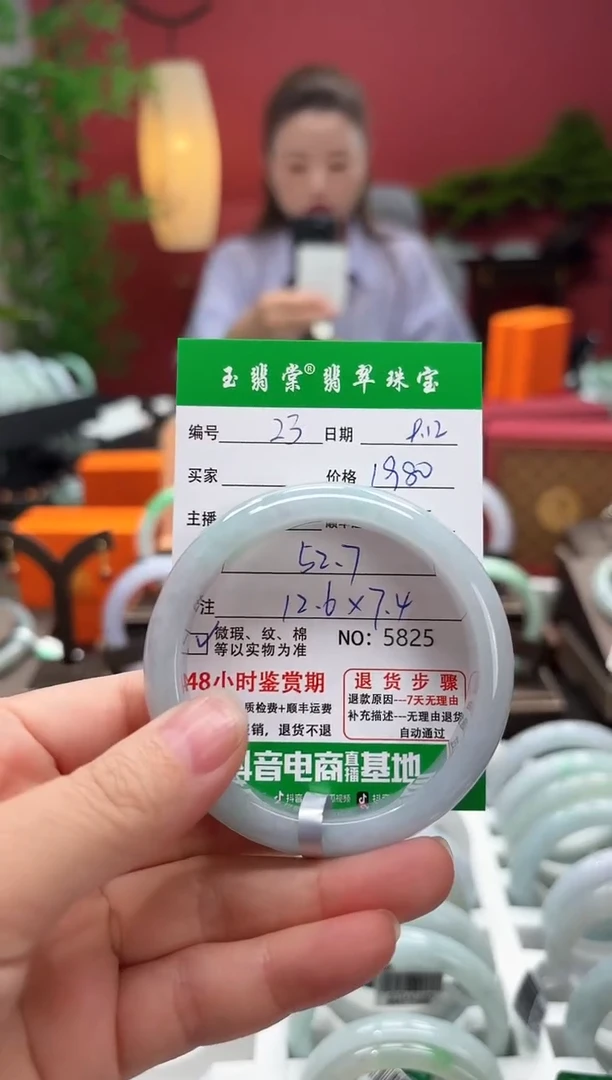 玉翡棠®翡翠珠宝
编号 23 日期 8.12
买家 价格 1980
主播
52.7
注 12.6×7.4
微瑕、纹、棉
等以实物为准
NO: 5825
48小时鉴赏期
质检费+顺丰运费
销,退货不退
退货步骤
退款原因---7天无理由
补充描述---无理由退货
自动通过
音电商直播基地
抖音
视频